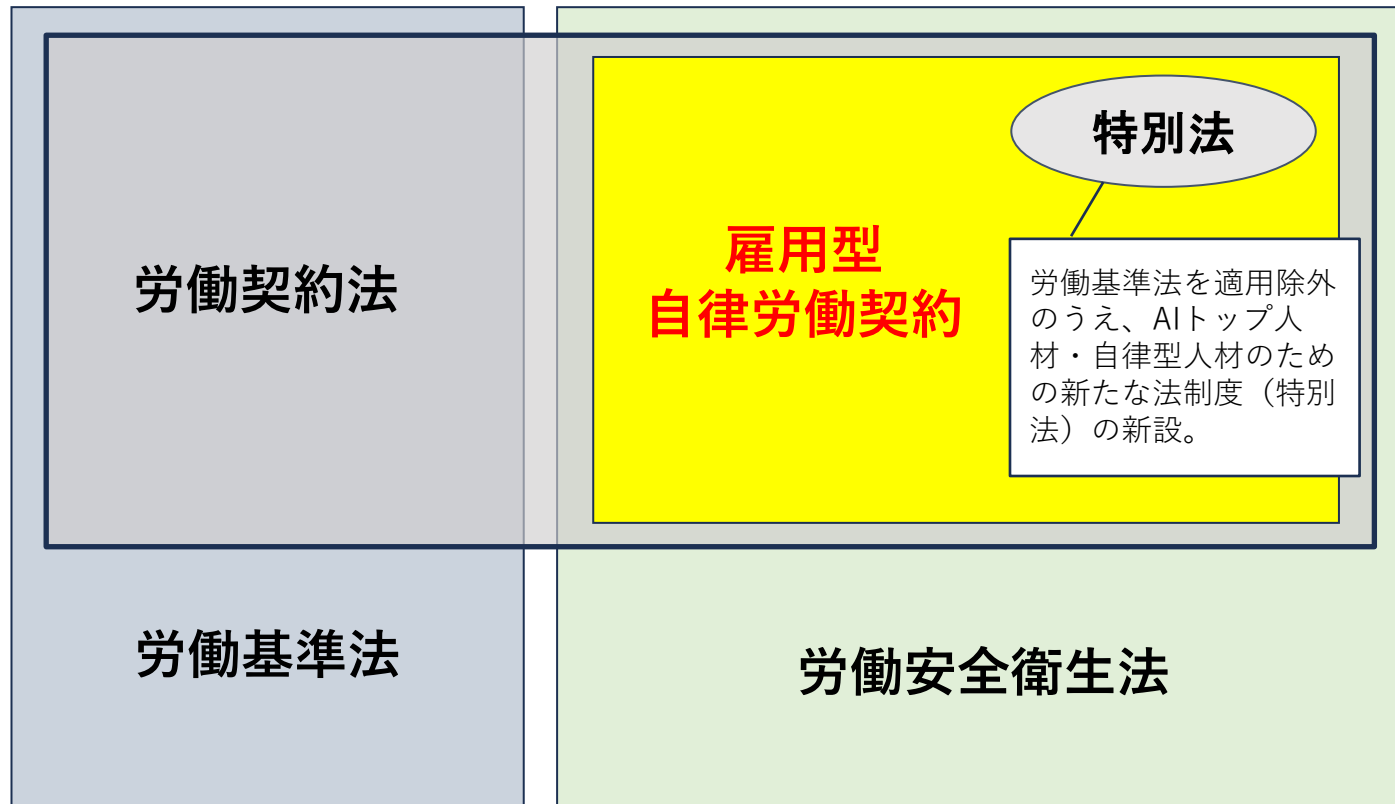 特別法
労働契約法
雇用型
自律労働契約
労働基準法を適用除外
のうえ、AIトップ人
材・自律型人材のため
の新たな法制度（特別
法）の新設。
労働基準法
労働安全衛生法